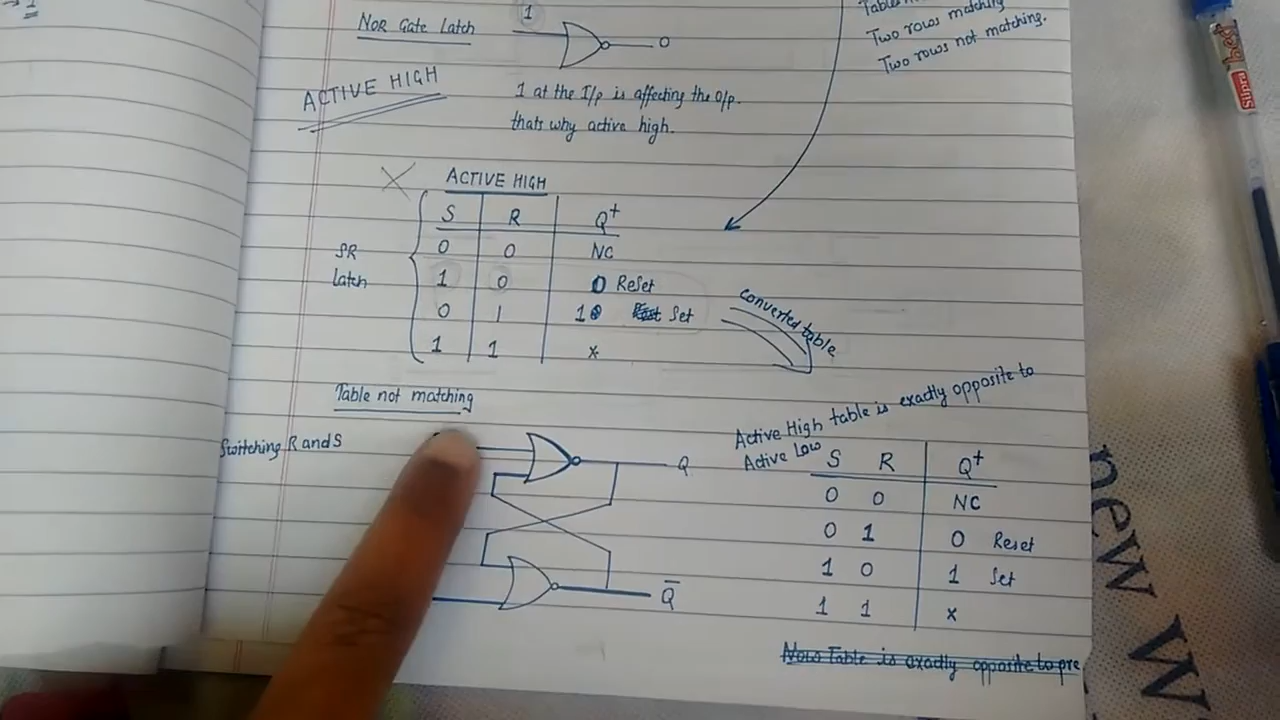 Two rows matching
Two rows not matching.
NOR Gate Latch
1
0
ACTIVE HIGH
1 at the I/p is affecting the O/p.
thats why active high.
ACTIVE HIGH
S R Q+
0 0 NC
SR Latch
1 0 0 Reset
0 1 1 Set
1 1 x
converted table
Table not matching
Switching R and S
Q
Q̅
Active High table is exactly opposite to
Active Low
S R Q+
0 0 NC
0 1 0 Reset
1 0 1 Set
1 1 x
Now Table is exactly opposite to pre
new w